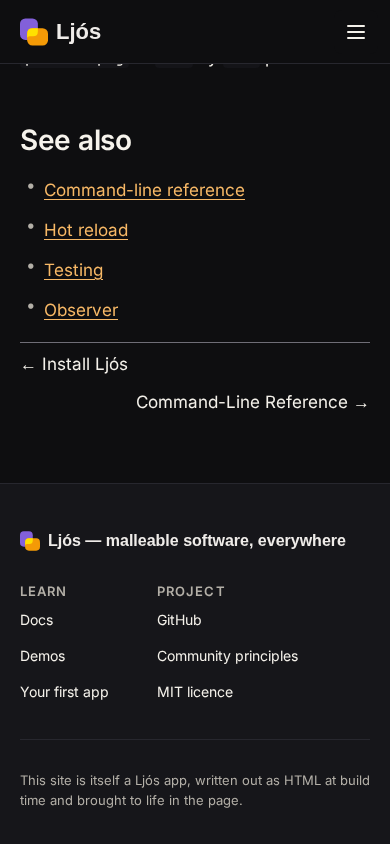 Ljós
See also
Command-line reference
Hot reload
Testing
Observer
← Install Ljós
Command-Line Reference →
Ljós — malleable software, everywhere
LEARN
Docs
Demos
Your first app
PROJECT
GitHub
Community principles
MIT licence
This site is itself a Ljós app, written out as HTML at build
time and brought to life in the page.